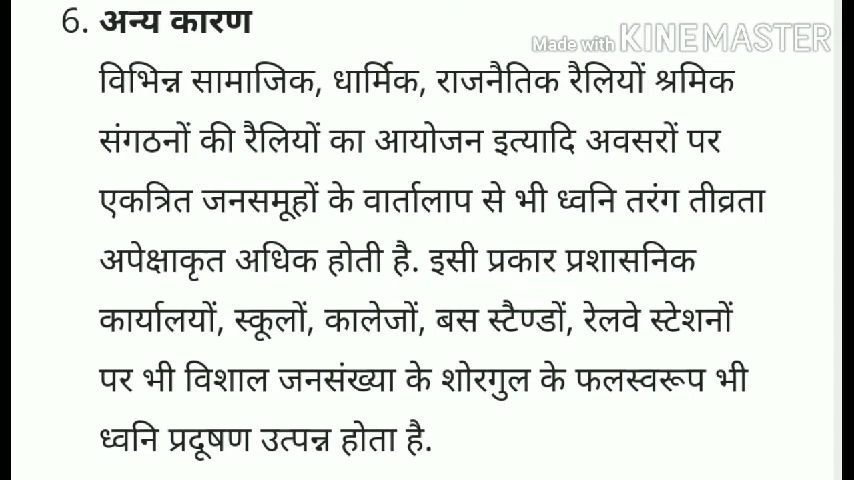 6. अन्य कारण
Made with KINEMASTER
विभिन्न सामाजिक, धार्मिक, राजनैतिक रैलियों श्रमिक
संगठनों की रैलियों का आयोजन इत्यादि अवसरों पर
एकत्रित जनसमूहों के वार्तालाप से भी ध्वनि तरंग तीव्रता
अपेक्षाकृत अधिक होती है. इसी प्रकार प्रशासनिक
कार्यालयों, स्कूलों, कालेजों, बस स्टैण्डों, रेलवे स्टेशनों
पर भी विशाल जनसंख्या के शोरगुल के फलस्वरूप भी
ध्वनि प्रदूषण उत्पन्न होता है.